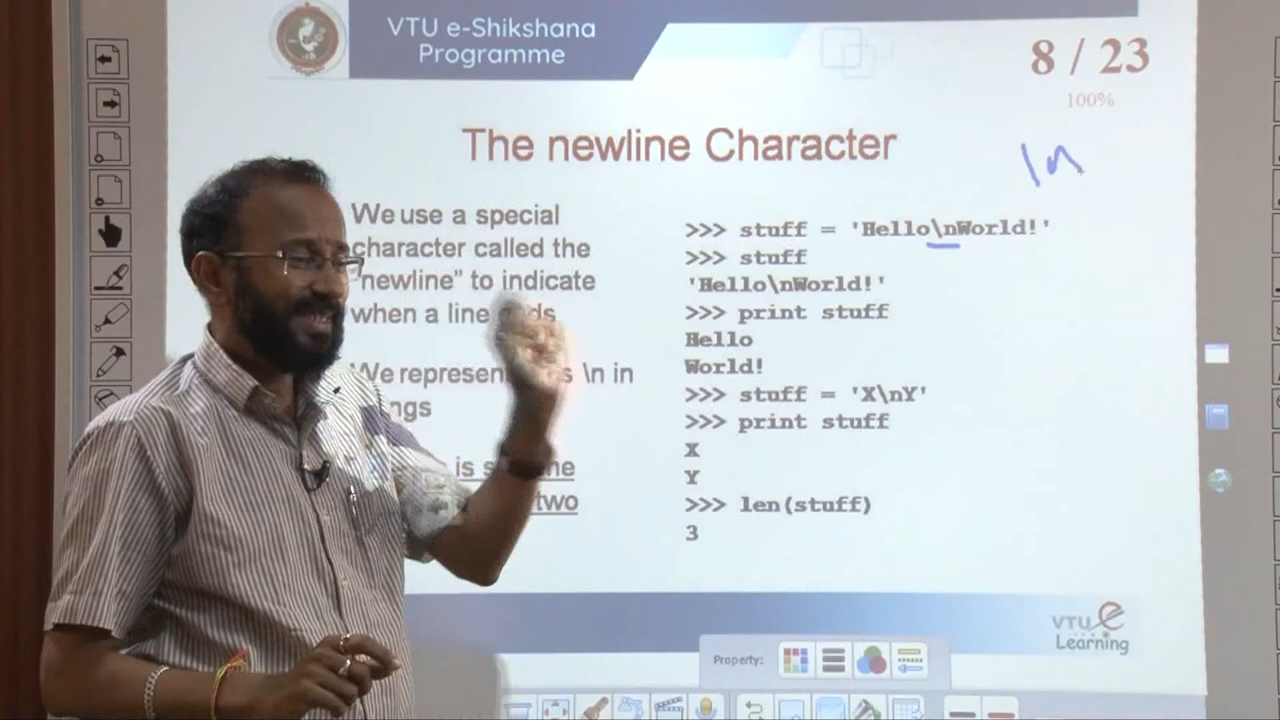 VTU e-Shikshana
Programme
8 / 23
100%
The newline Character
\n
We use a special
character called the
"newline" to indicate
when a line
We represent \n in
is
two
>>> stuff = 'Hello\nWorld!'
>>> stuff
'Hello\nWorld!'
>>> print stuff
Hello
World!
>>> stuff = 'X\nY'
>>> print stuff
X
Y
>>> len(stuff)
3
VTU e
Learning
Property: